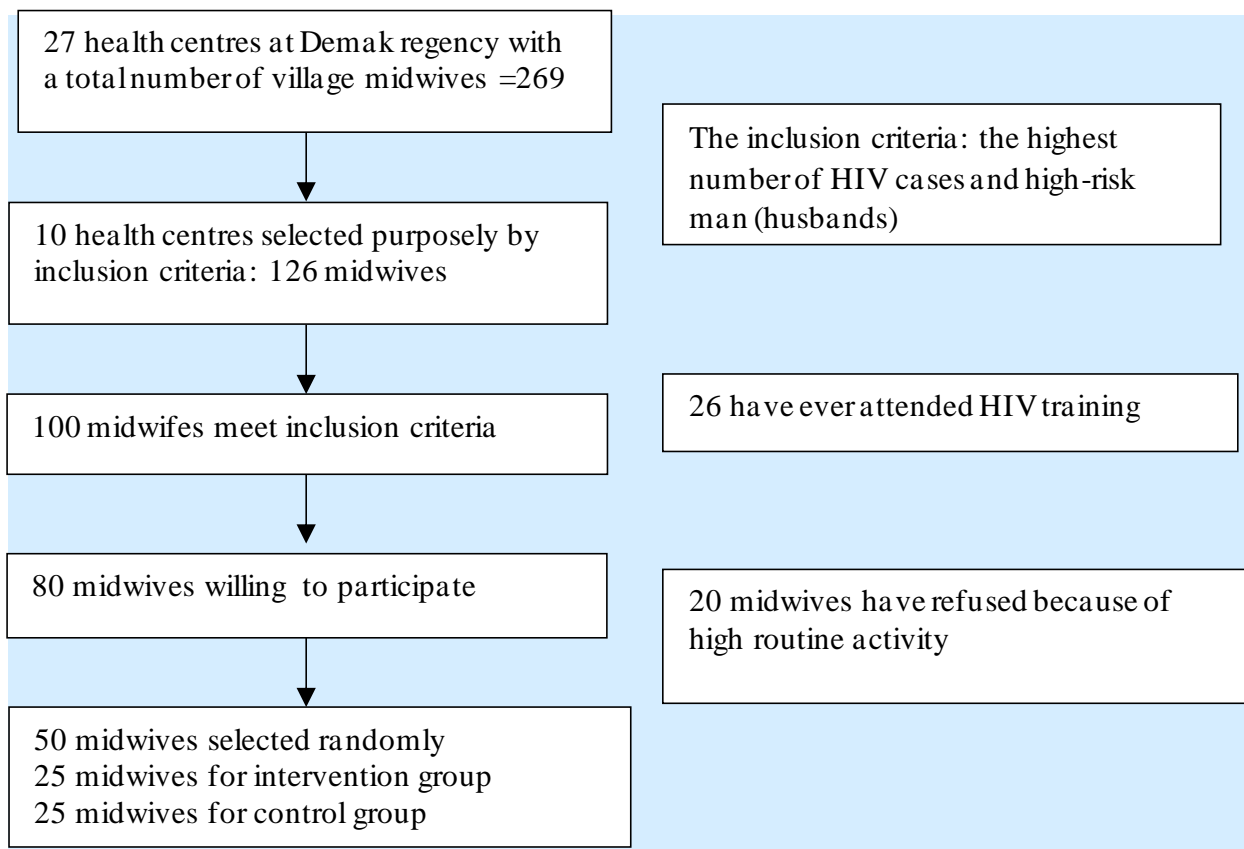 27 health centres at Demak regency with
a total number of village midwives =269
The inclusion criteria: the highest
number of HIV cases and high-risk
man (husbands)
10 health centres selected purposely by
inclusion criteria: 126 midwives
100 midwifes meet inclusion criteria
26 have ever attended HIV training
80 midwives willing to participate
20 midwives have refused because of
high routine activity
50 midwives selected randomly
25 midwives for intervention group
25 midwives for control group